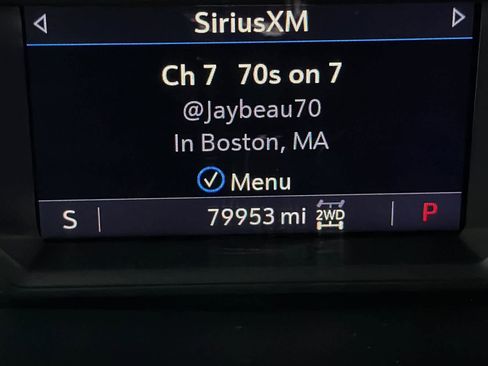 SiriusXM
Ch 7 70s on 7
@Jaybeau70
In Boston, MA
Menu
S 79953 mi 2WD P